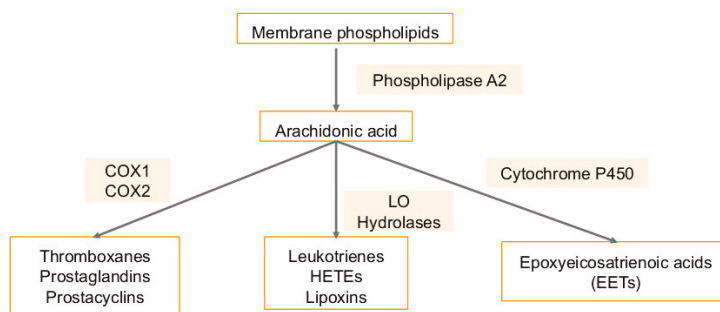 Membrane phospholipids
Phospholipase A2
Arachidonic acid
COX1
COX2
LO
Hydrolases
Cytochrome P450
Thromboxanes
Prostaglandins
Prostacyclins
Leukotrienes
HETEs
Lipoxins
Epoxyeicosatrienoic acids
(EETs)